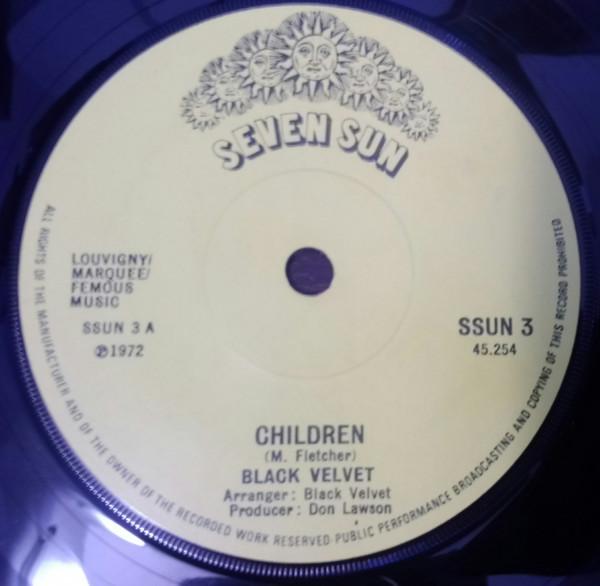 SEVEN SUN
LOUVIGNY/
MARQUEE/
FEMOUS
MUSIC
SSUN 3 A
℗1972
SSUN 3
45.254
CHILDREN
(M. Fletcher)
BLACK VELVET
Arranger: Black Velvet
Producer: Don Lawson
ALL RIGHTS OF THE MANUFACTURER AND OF THE OWNER OF THE RECORDED WORK RESERVED PUBLIC PERFORMANCE BROADCASTING AND COPYING OF THIS RECORD PROHIBITED